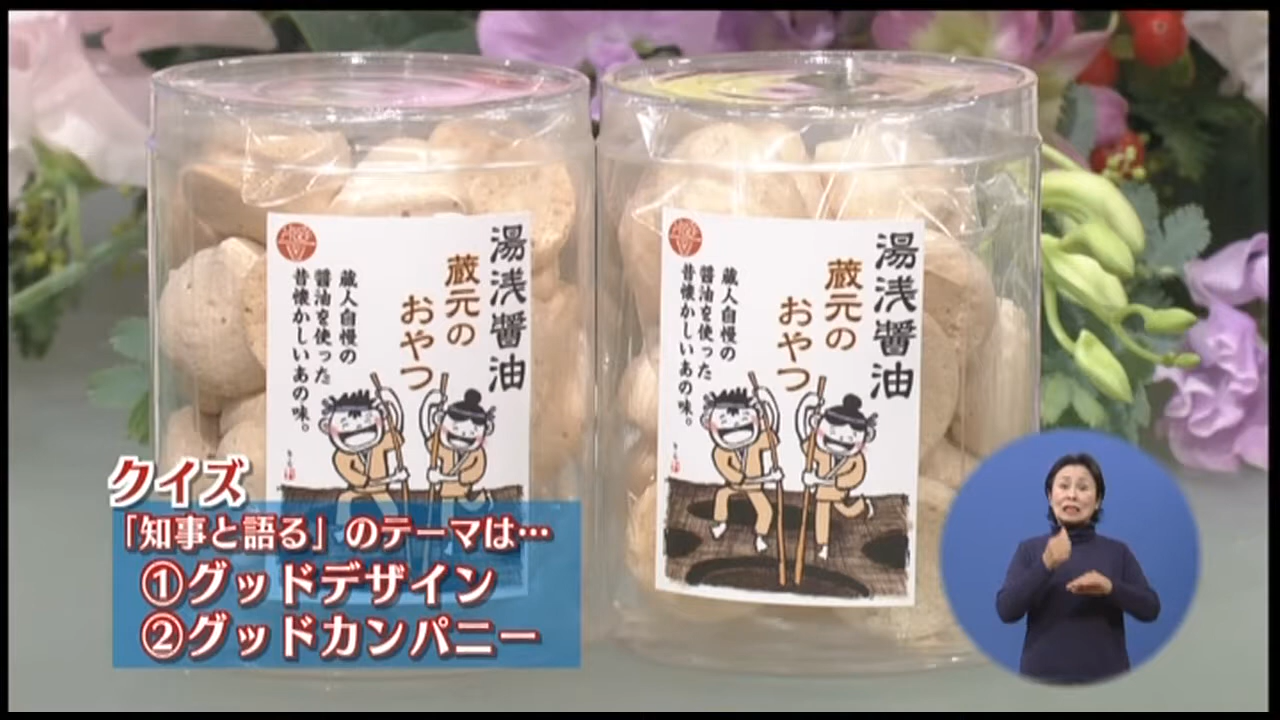 湯浅醤油
蔵元の
おやつ
蔵人自慢の
醤油を使った
昔懐かしいあの味。
湯浅醤油
蔵元の
おやつ
蔵人自慢の
醤油を使った
昔懐かしいあの味。
クイズ
「知事と語る」のテーマは…
①グッドデザイン
②グッドカンパニー